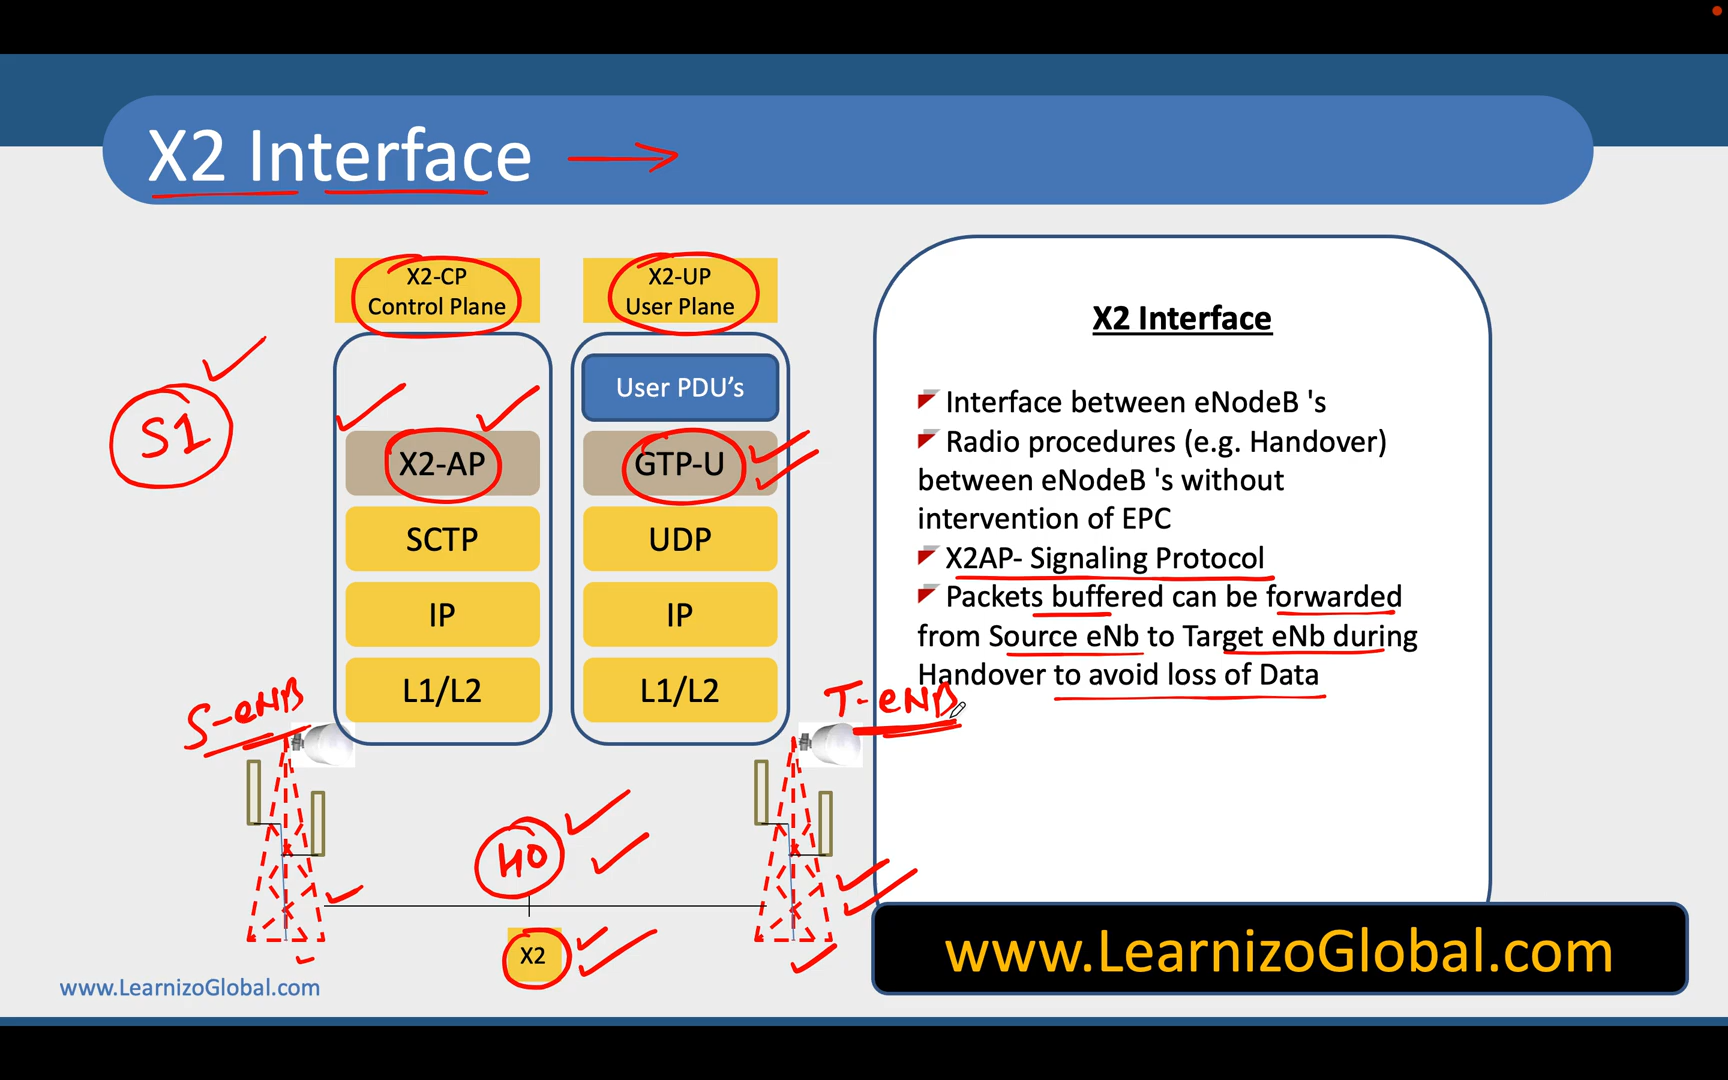 X2 Interface
X2-CP
Control Plane
X2-UP
User Plane
S1
User PDU's
X2-AP
GTP-U
SCTP
UDP
IP
IP
L1/L2
L1/L2
S-eNB
T-eNB
HO
X2
X2 Interface
Interface between eNodeB 's
Radio procedures (e.g. Handover)
between eNodeB 's without
intervention of EPC
X2AP- Signaling Protocol
Packets buffered can be forwarded
from Source eNb to Target eNb during
Handover to avoid loss of Data
www.LearnizoGlobal.com
www.LearnizoGlobal.com